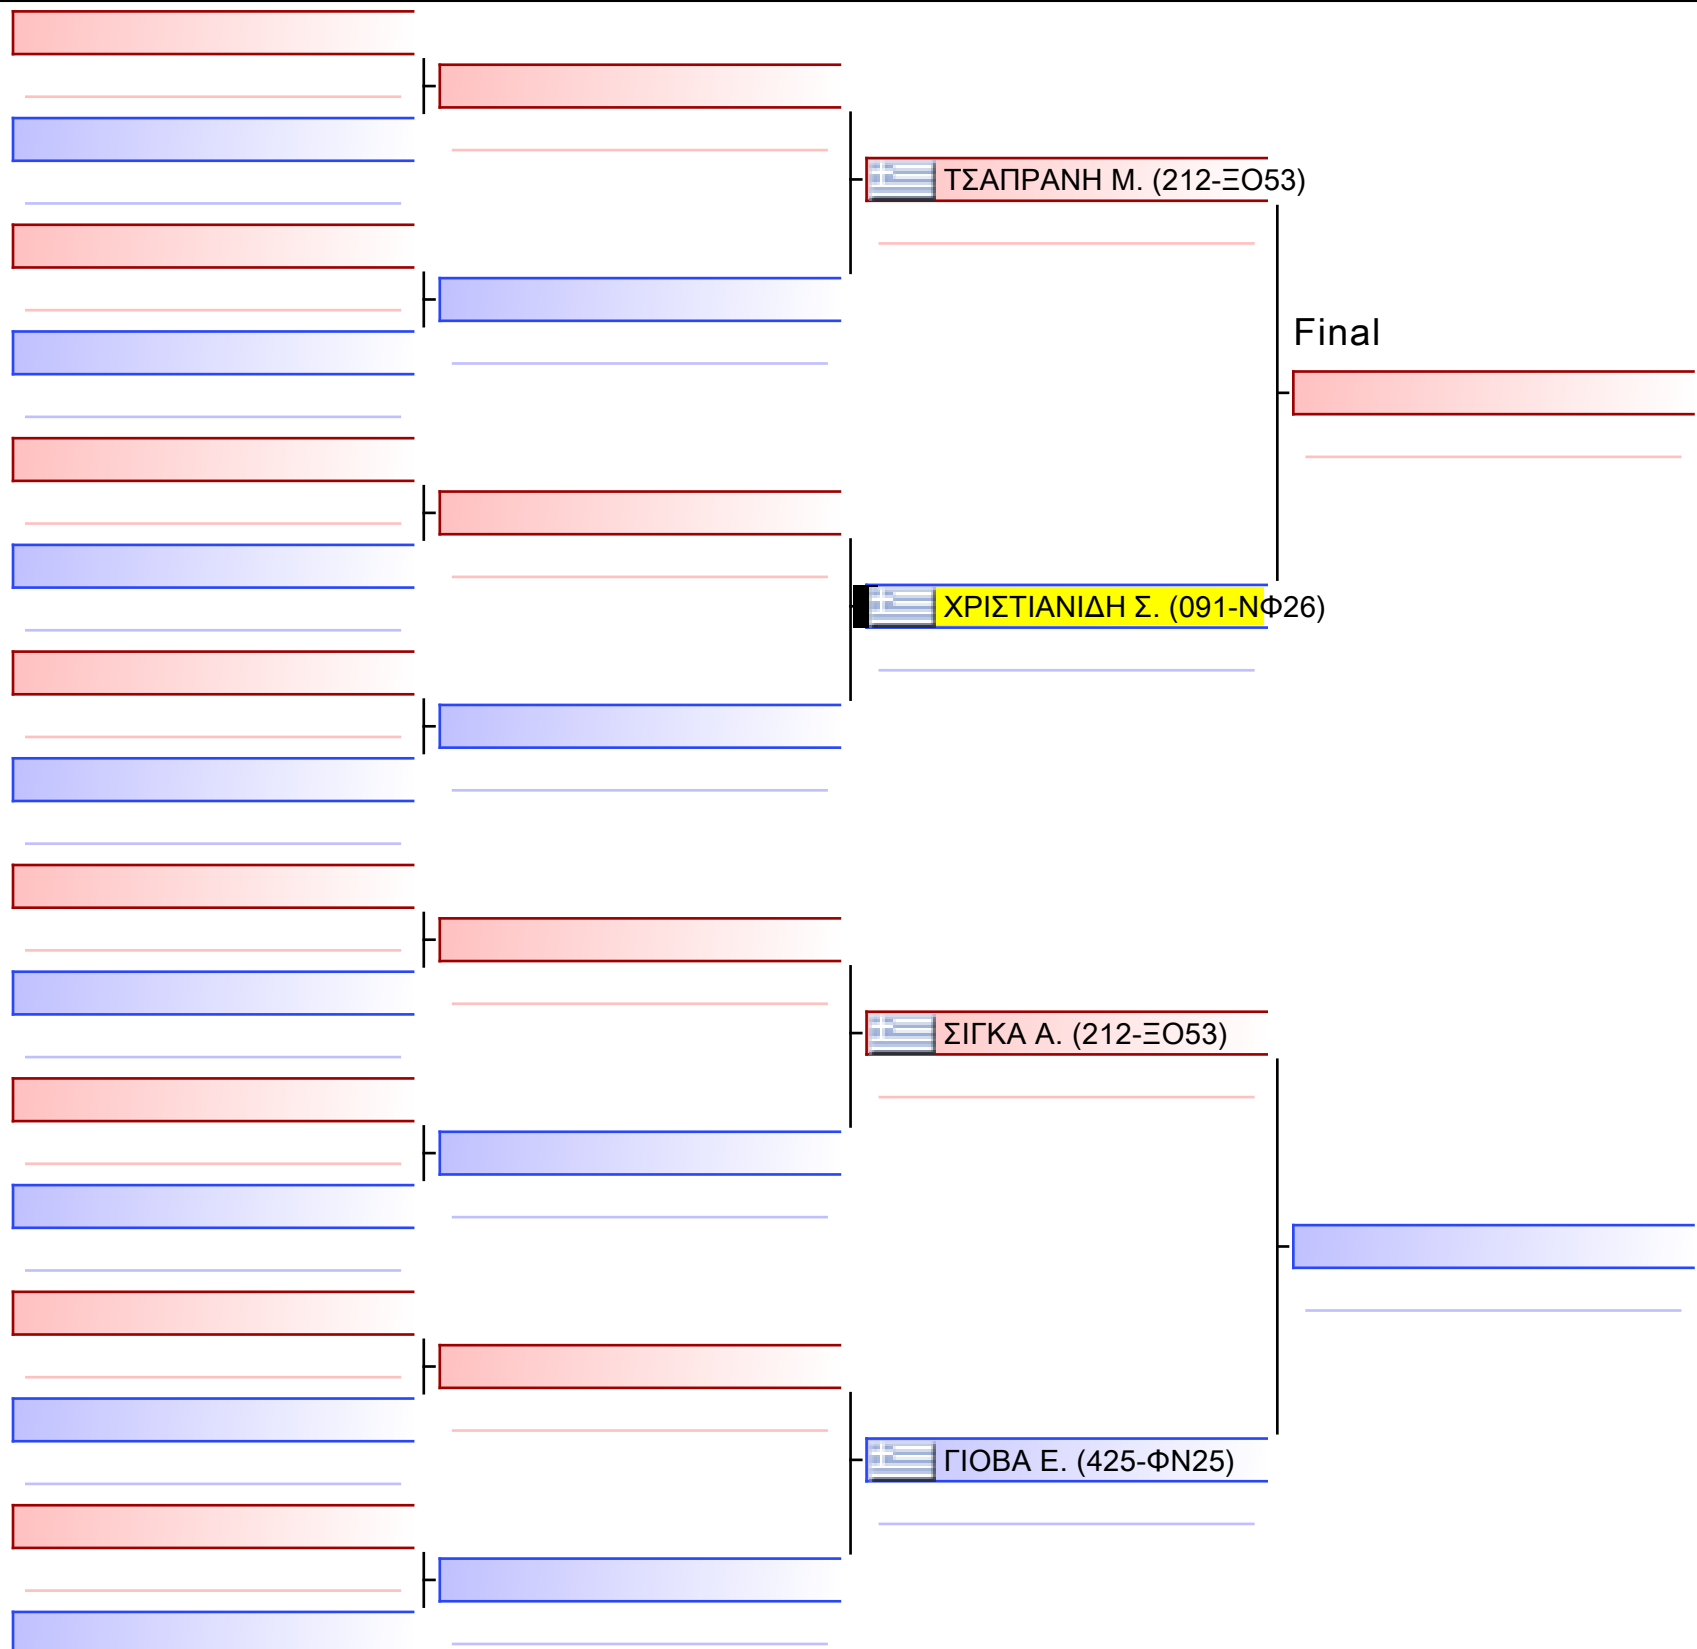 ΤΣΑΠΡΑΝΗ Μ. (212-ΞΟ53)
Final
ΧΡΙΣΤΙΑΝΙΔΗ Σ. (091-ΝΦ26)
ΣΙΓΚΑ Α. (212-ΞΟ53)
ΓΙΟΒΑ Ε. (425-ΦΝ25)